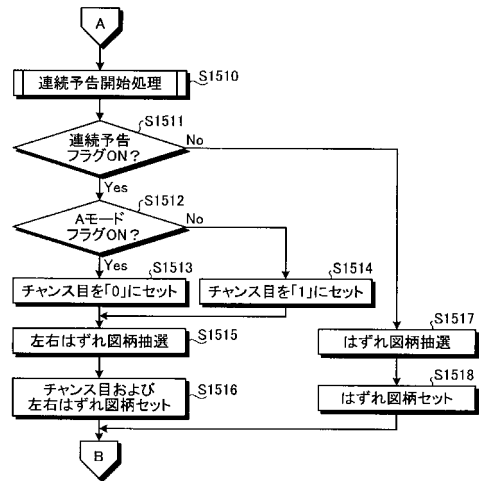 A
連続予告開始処理
S1510
S1511
連続予告
フラグON?
No
Yes
S1512
Aモード
フラグON?
No
Yes
S1513
チャンス目を「0」にセット
S1514
チャンス目を「1」にセット
左右はずれ図柄抽選
S1515
S1517
はずれ図柄抽選
チャンス目および
左右はずれ図柄セット
S1516
S1518
はずれ図柄セット
B